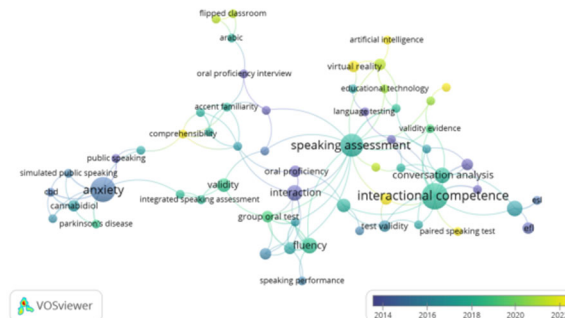 flipped classroom
arabic
artificial intelligence
virtual reality
oral proficiency interview
educational technology
accent familiarity
language testing
comprehensibility
validity evidence
speaking assessment
public speaking
simulated public speaking
oral proficiency
conversation analysis
anxiety
validity
cbd
interaction
interactional competence
integrated speaking assessment
cannabidiol
esl
group oral test
parkinson's disease
test validity
paired speaking test
efl
fluency
speaking performance
VOSviewer
2014 2016 2018 2020